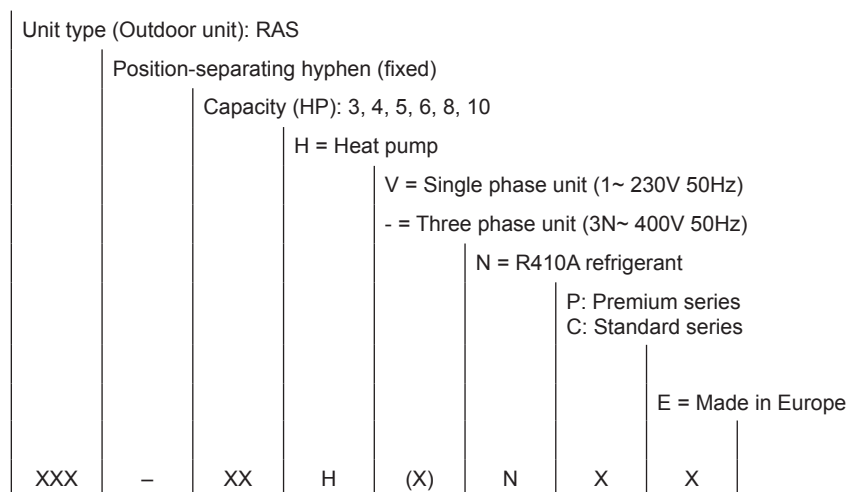 Unit type (Outdoor unit): RAS
Position-separating hyphen (fixed)
Capacity (HP): 3, 4, 5, 6, 8, 10
H = Heat pump
V = Single phase unit (1~ 230V 50Hz)
- = Three phase unit (3N~ 400V 50Hz)
N = R410A refrigerant
P: Premium series
C: Standard series
E = Made in Europe
XXX – XX H (X) N X X